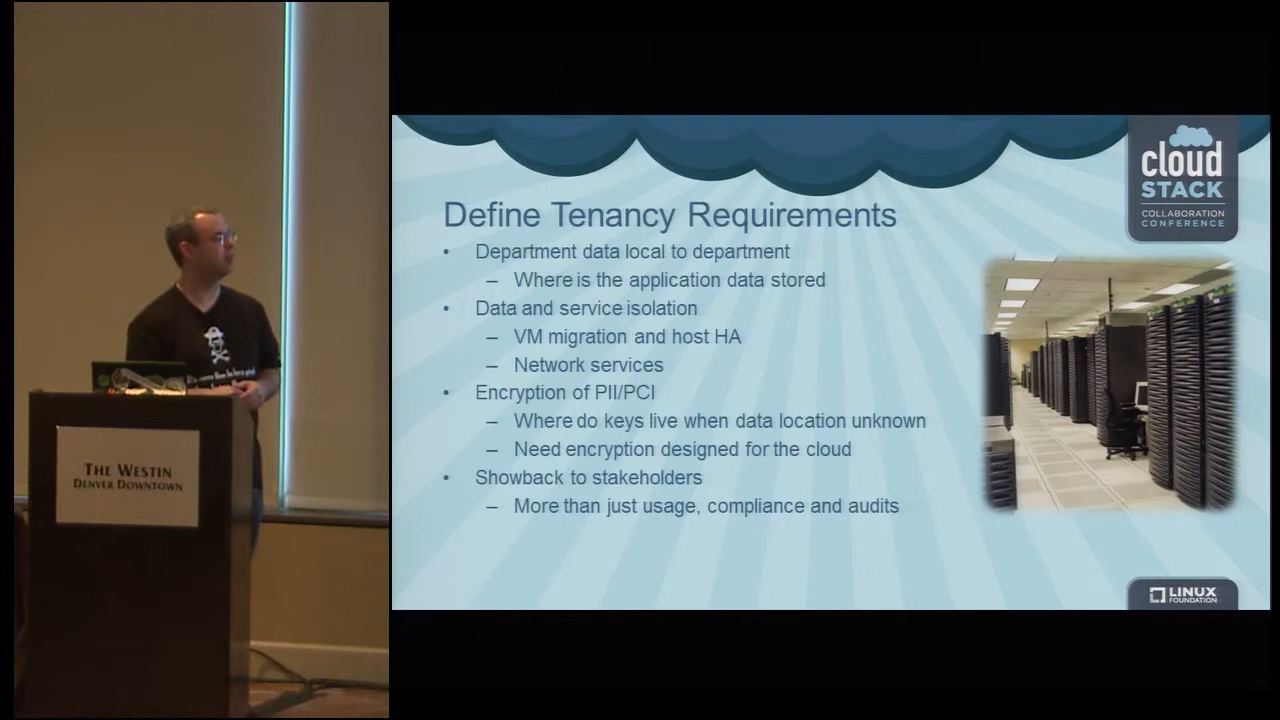 THE WESTIN
DENVER DOWNTOWN
cloud
STACK
COLLABORATION
CONFERENCE
Define Tenancy Requirements
• Department data local to department
– Where is the application data stored
• Data and service isolation
– VM migration and host HA
– Network services
• Encryption of PII/PCI
– Where do keys live when data location unknown
– Need encryption designed for the cloud
• Showback to stakeholders
– More than just usage, compliance and audits
LINUX
FOUNDATION